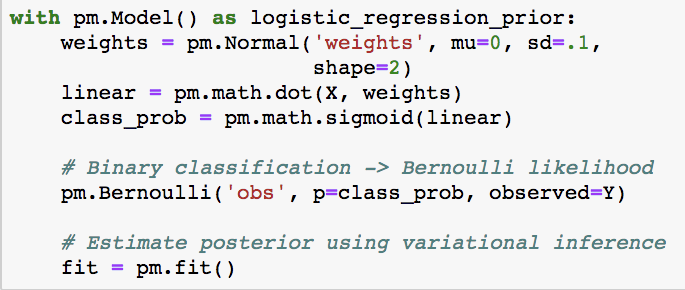 with pm.Model() as logistic_regression_prior:
    weights = pm.Normal('weights', mu=0, sd=.1,
                        shape=2)
    linear = pm.math.dot(X, weights)
    class_prob = pm.math.sigmoid(linear)

    # Binary classification -> Bernoulli likelihood
    pm.Bernoulli('obs', p=class_prob, observed=Y)

    # Estimate posterior using variational inference
    fit = pm.fit()